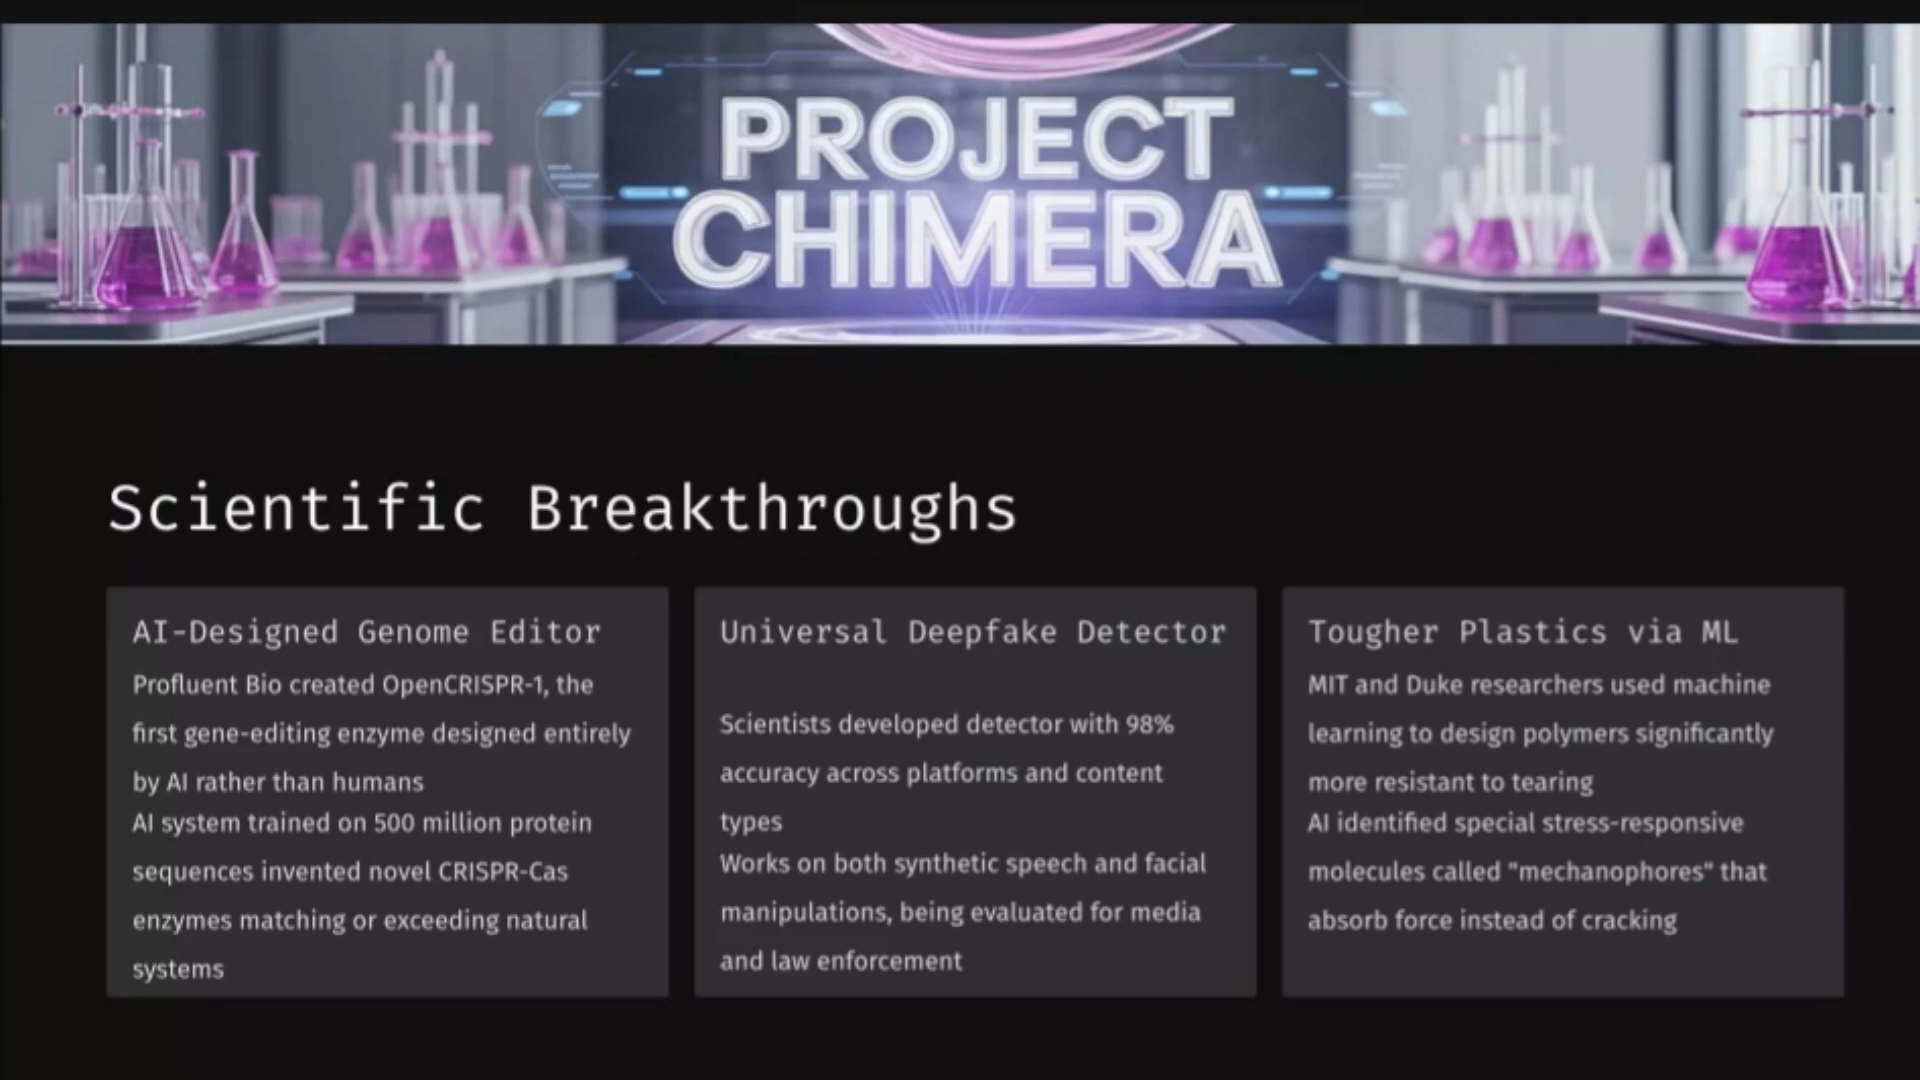 PROJECT
CHIMERA
Scientific Breakthroughs
AI-Designed Genome Editor
Profluent Bio created OpenCRISPR-1, the
first gene-editing enzyme designed entirely
by AI rather than humans
AI system trained on 500 million protein
sequences invented novel CRISPR-Cas
enzymes matching or exceeding natural
systems
Universal Deepfake Detector
Scientists developed detector with 98%
accuracy across platforms and content
types
Works on both synthetic speech and facial
manipulations, being evaluated for media
and law enforcement
Tougher Plastics via ML
MIT and Duke researchers used machine
learning to design polymers significantly
more resistant to tearing
AI identified special stress-responsive
molecules called "mechanophores" that
absorb force instead of cracking